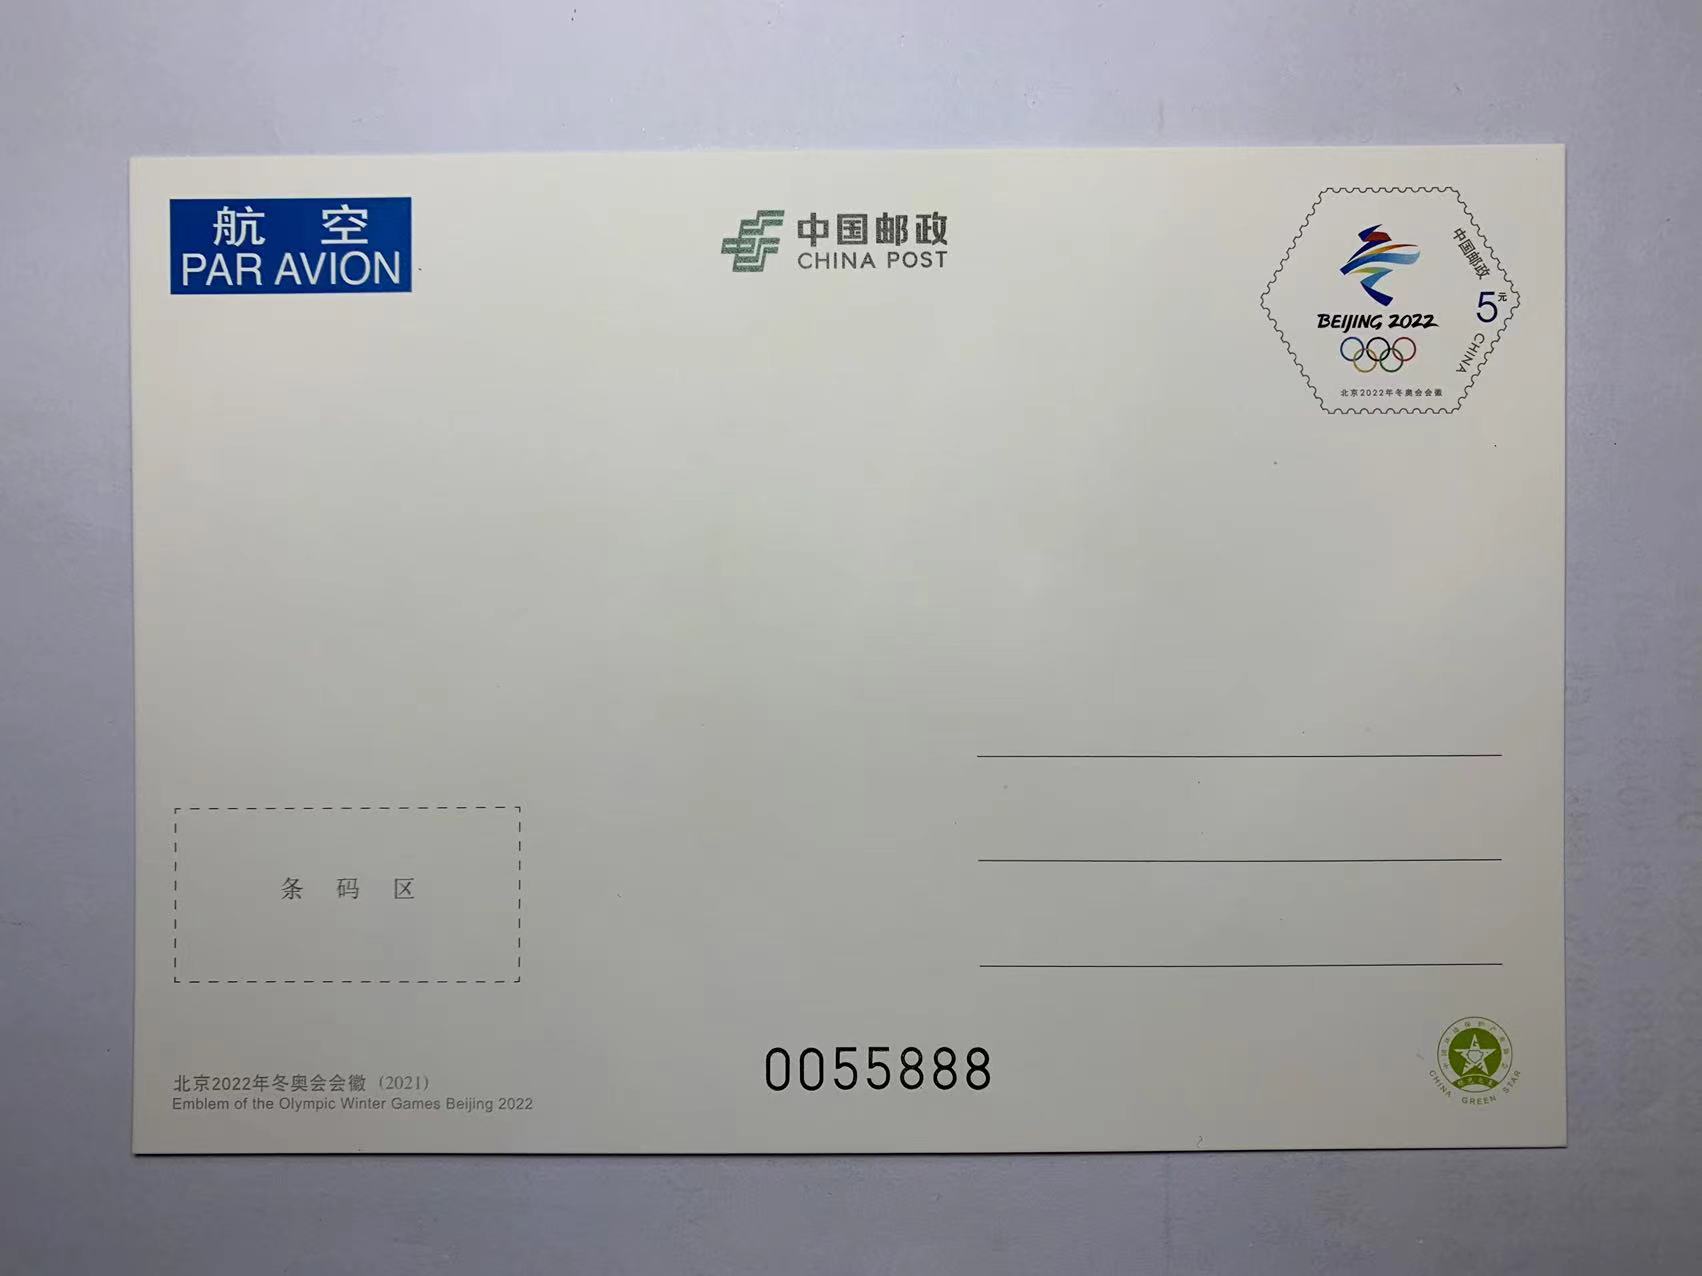 航 空
PAR AVION
中国邮政
CHINA POST
中国邮政
5元
CHINA
BEIJING 2022
北京2022年冬奥会会徽
条 码 区
0055888
北京2022年冬奥会会徽 (2021)
Emblem of the Olympic Winter Games Beijing 2022
CHINA GREEN STAR